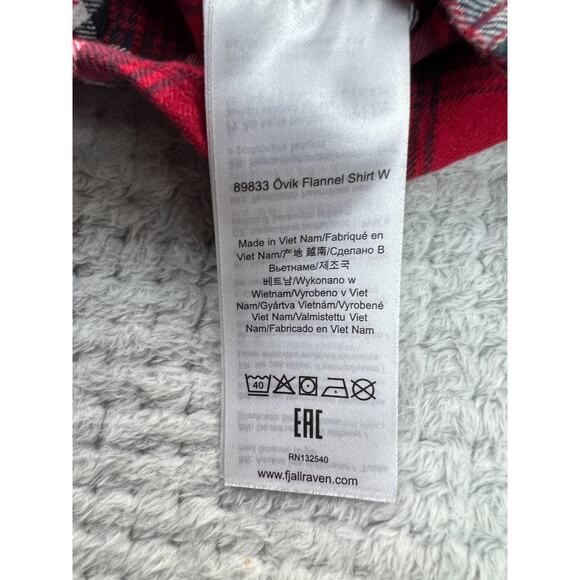 89833 Övik Flannel Shirt W
Made in Viet Nam/Fabriqué en
Viet Nam/产地 越南/Сделано В
Вьетнаме/제조국
베트남/Wykonano w
Wietnam/Vyrobeno v Viet
Nam/Gyártva Vietnám/Vyrobené
Viet Nam/Valmistettu Viet
Nam/Fabricado en Viet Nam
40
EAC
RN132540
www.fjallraven.com